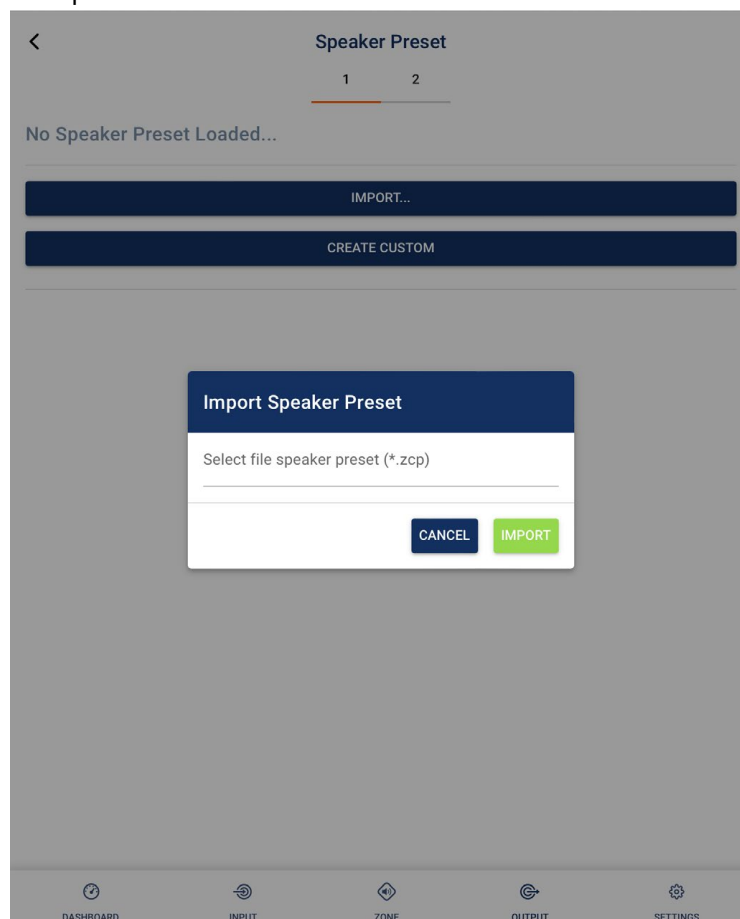 Speaker Preset
1 2
No Speaker Preset Loaded...
IMPORT...
CREATE CUSTOM
Import Speaker Preset
Select file speaker preset (*.zcp)
CANCEL IMPORT
DASHBOARD INPUT ZONE OUTPUT SETTINGS